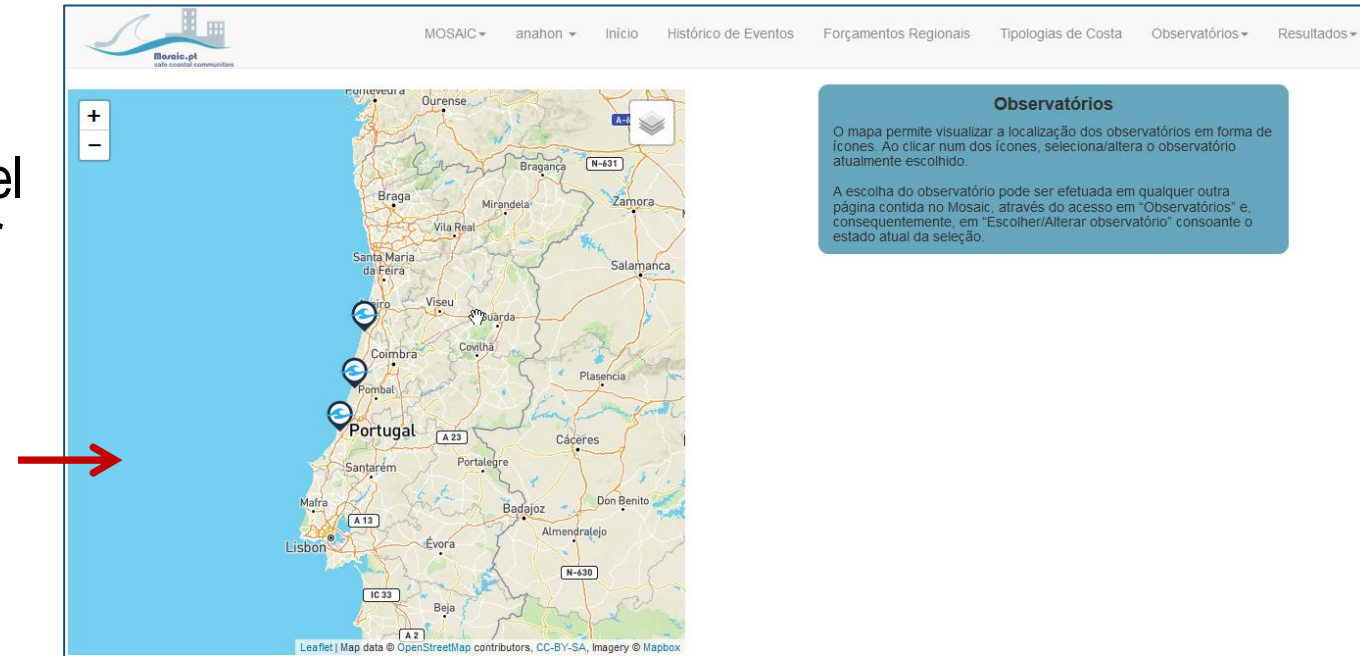 Mosaic.pt
safe coastal communities
MOSAIC
anahon
Início
Histórico de Eventos
Forçamentos Regionais
Tipologias de Costa
Observatórios
Resultados
el
+
−
Ourense
Bragança
N-631
Braga
Mirandela
Zamora
Vila Real
Santa Maria
da Feira
Salamanca
Viseu
Guarda
Covilhã
Coimbra
Plasencia
Pombal
Portugal
A 23
Cáceres
Santarém
Portalegre
Mafra
Badajoz
Don Benito
A 13
Almendralejo
Lisbon
Évora
N-630
IC 33
Beja
A 2
Leaflet | Map data © OpenStreetMap contributors, CC-BY-SA, Imagery © Mapbox
Observatórios
O mapa permite visualizar a localização dos observatórios em forma de
ícones. Ao clicar num dos ícones, seleciona/altera o observatório
atualmente escolhido.
A escolha do observatório pode ser efetuada em qualquer outra
página contida no Mosaic, através do acesso em “Observatórios” e,
consequentemente, em “Escolher/Alterar observatório” consoante o
estado atual da seleção.